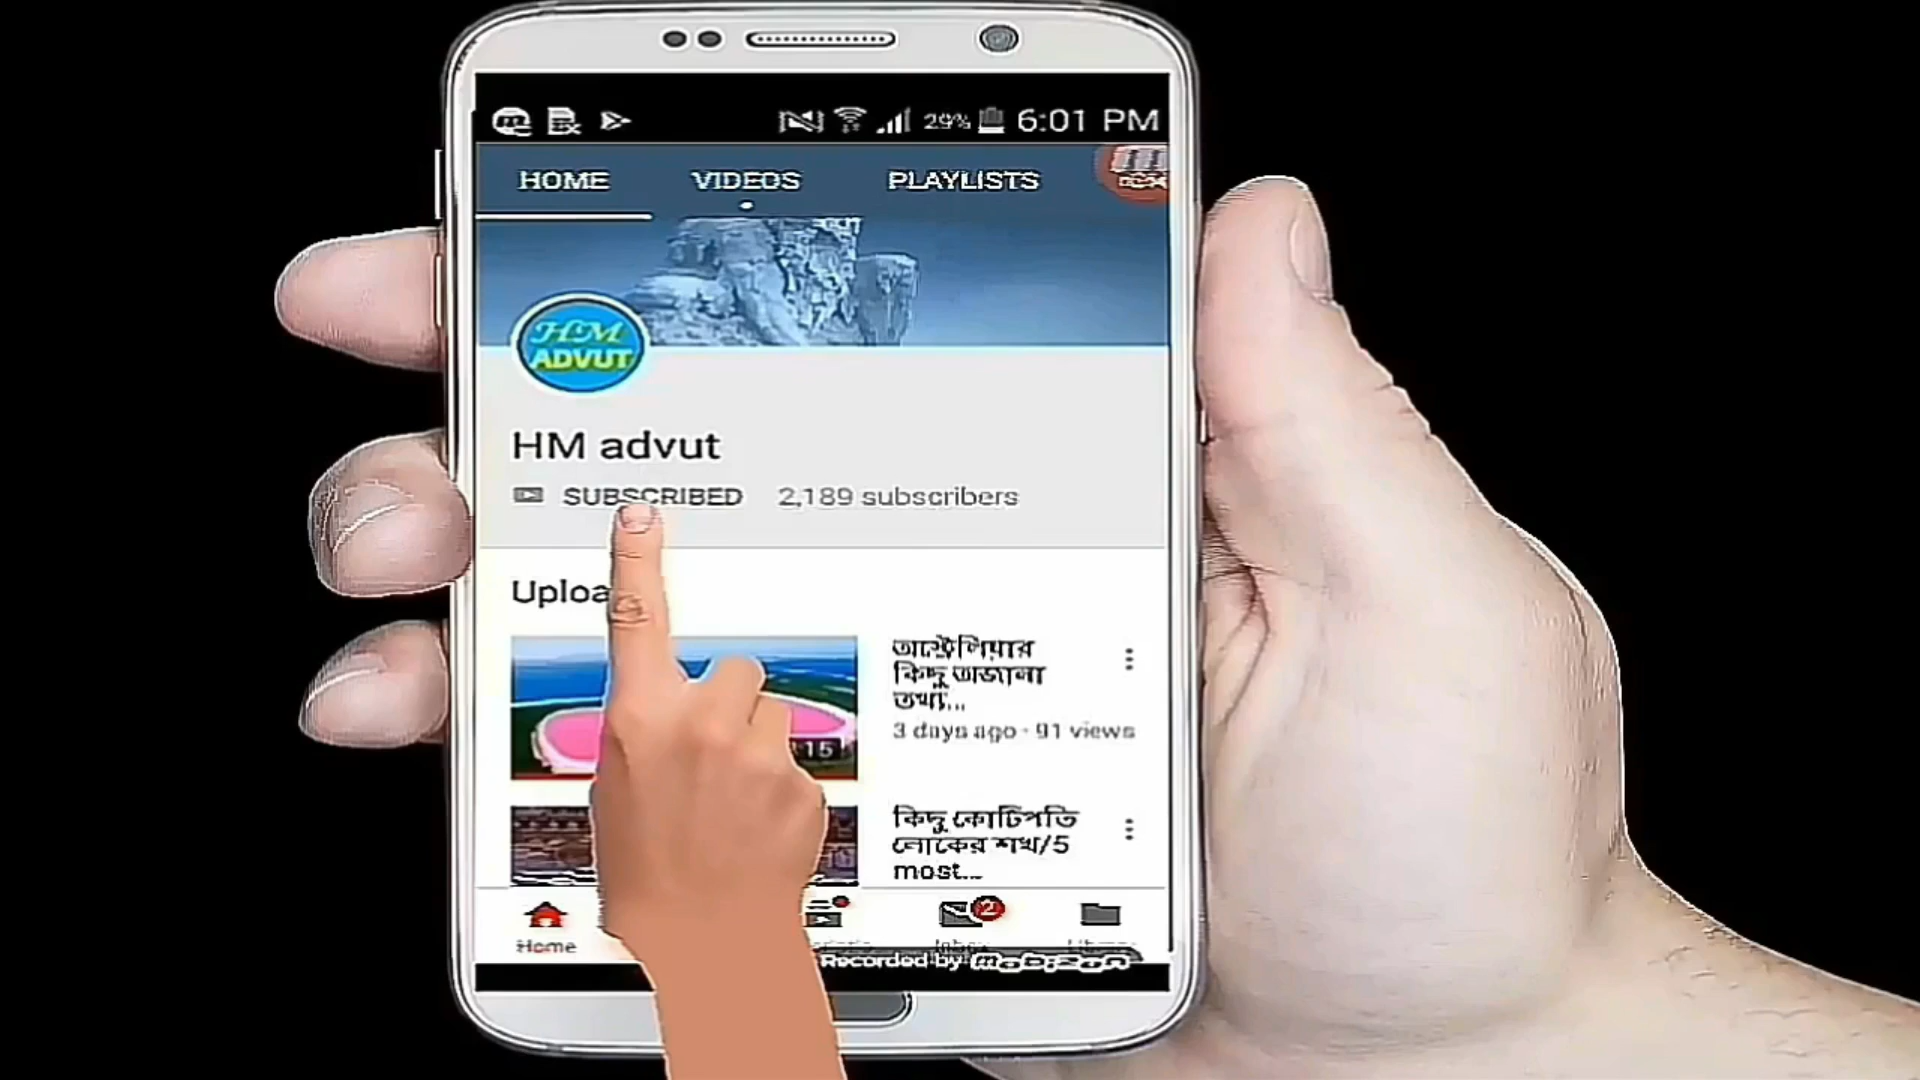 29% 6:01 PM
HOME VIDEOS PLAYLISTS
HM
ADVUT
HM advut
SUBSCRIBED 2,189 subscribers
Uploa
অস্ট্রেলিয়ার
কিছু অজানা
তথ্য...
3 days ago · 91 views
15
কিছু কোটিপতি
লোকের শখ/5
most...
2
Home
Recorded by mobizen